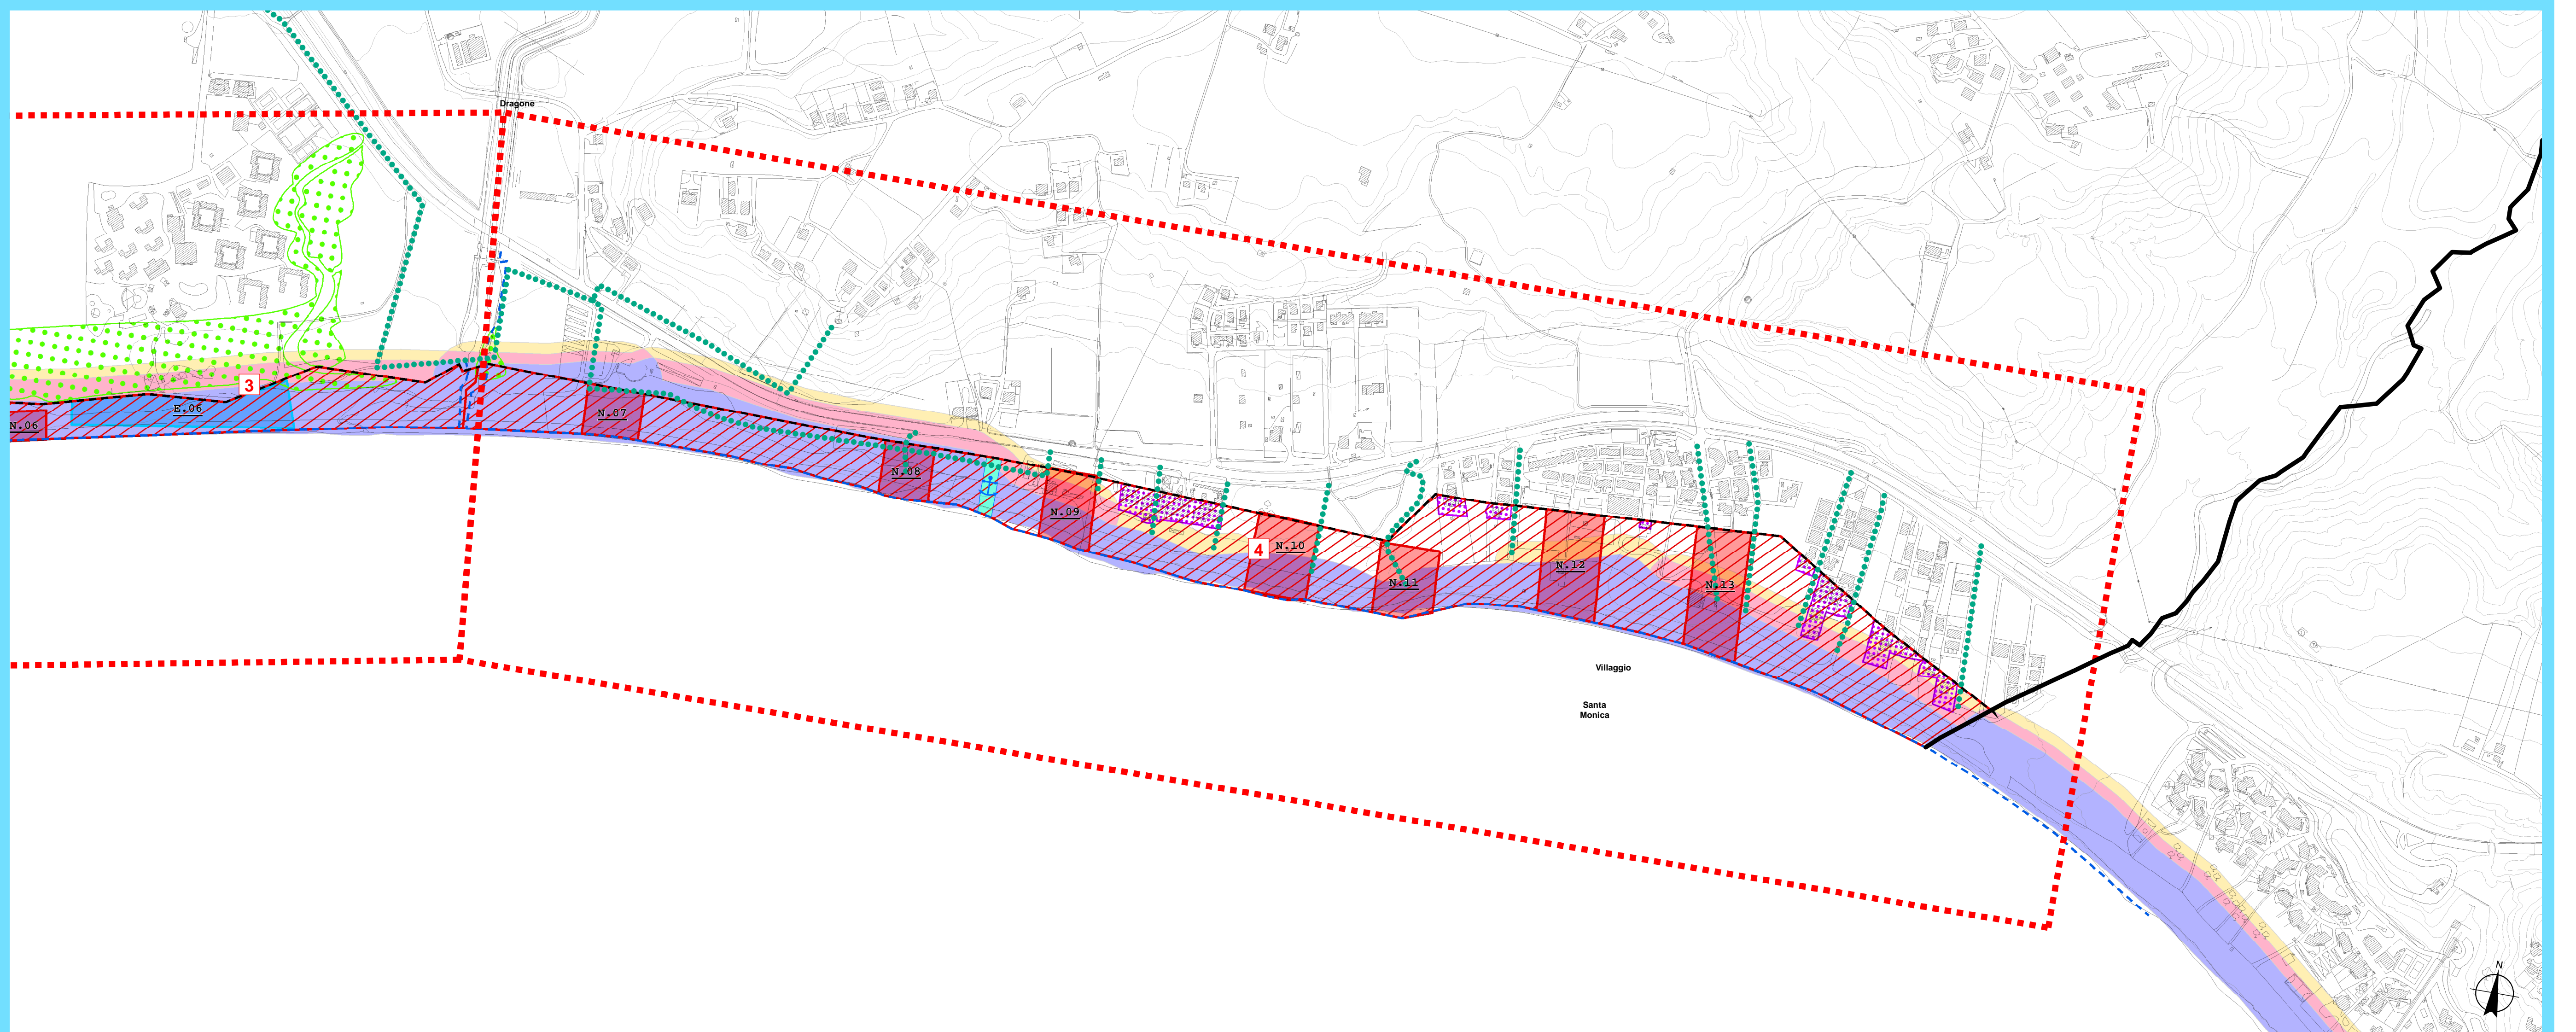 Dragone
3
E.06
N.06
N.07
N.08
N.09
4
N.10
N.11
N.12
N.13
Villaggio
Santa
Monica
N